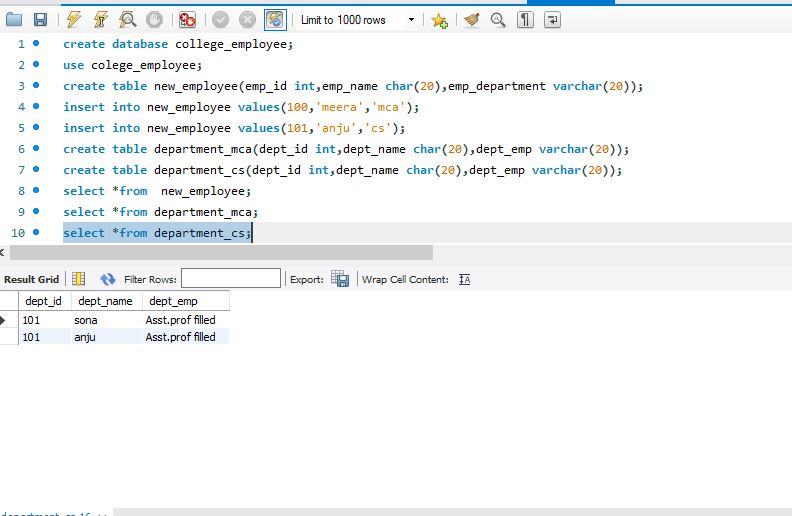 Limit to 1000 rows
1 create database college_employee;
2 use colege_employee;
3 create table new_employee(emp_id int,emp_name char(20),emp_department varchar(20));
4 insert into new_employee values(100,'meera','mca');
5 insert into new_employee values(101,'anju','cs');
6 create table department_mca(dept_id int,dept_name char(20),dept_emp varchar(20));
7 create table department_cs(dept_id int,dept_name char(20),dept_emp varchar(20));
8 select *from  new_employee;
9 select *from department_mca;
10 select *from department_cs;
Result Grid Filter Rows: Export: Wrap Cell Content:
dept_id dept_name dept_emp
101 sona Asst.prof filled
101 anju Asst.prof filled